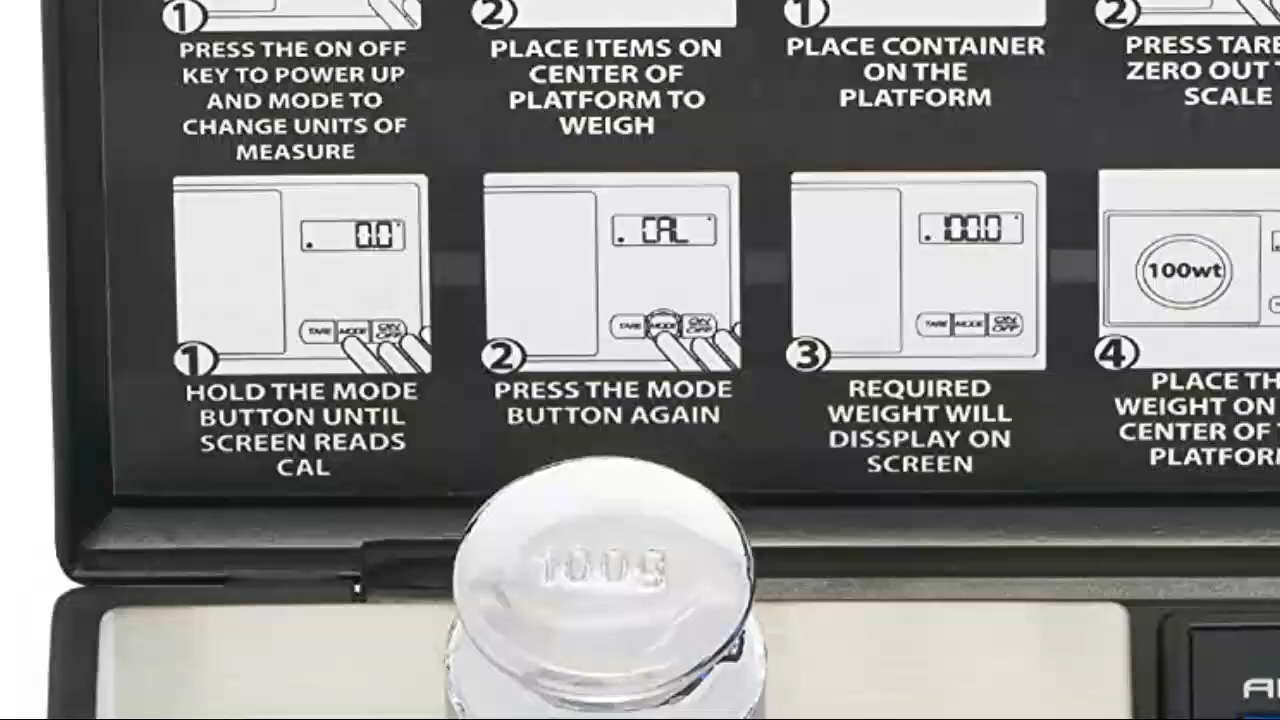 1
PRESS THE ON OFF
KEY TO POWER UP
AND MODE TO
CHANGE UNITS OF
MEASURE
2
PLACE ITEMS ON
CENTER OF
PLATFORM TO
WEIGH
1
PLACE CONTAINER
ON THE
PLATFORM
2
PRESS TARE
ZERO OUT
SCALE
0.0
TARE MODE ON/OFF
1
HOLD THE MODE
BUTTON UNTIL
SCREEN READS
CAL
CAL
TARE MODE ON/OFF
2
PRESS THE MODE
BUTTON AGAIN
100.0
TARE MODE ON/OFF
3
REQUIRED
WEIGHT WILL
DISSPLAY ON
SCREEN
100wt
4
PLACE TH
WEIGHT ON
CENTER OF
PLATFOR
100g